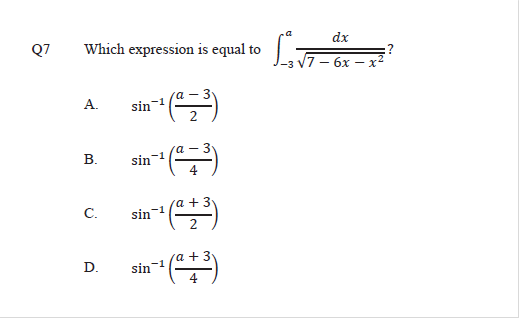 Q7 Which expression is equal to ∫₋₃ᵃ dx/√(7 − 6x − x²)?
A. sin⁻¹((a − 3)/2)
B. sin⁻¹((a − 3)/4)
C. sin⁻¹((a + 3)/2)
D. sin⁻¹((a + 3)/4)